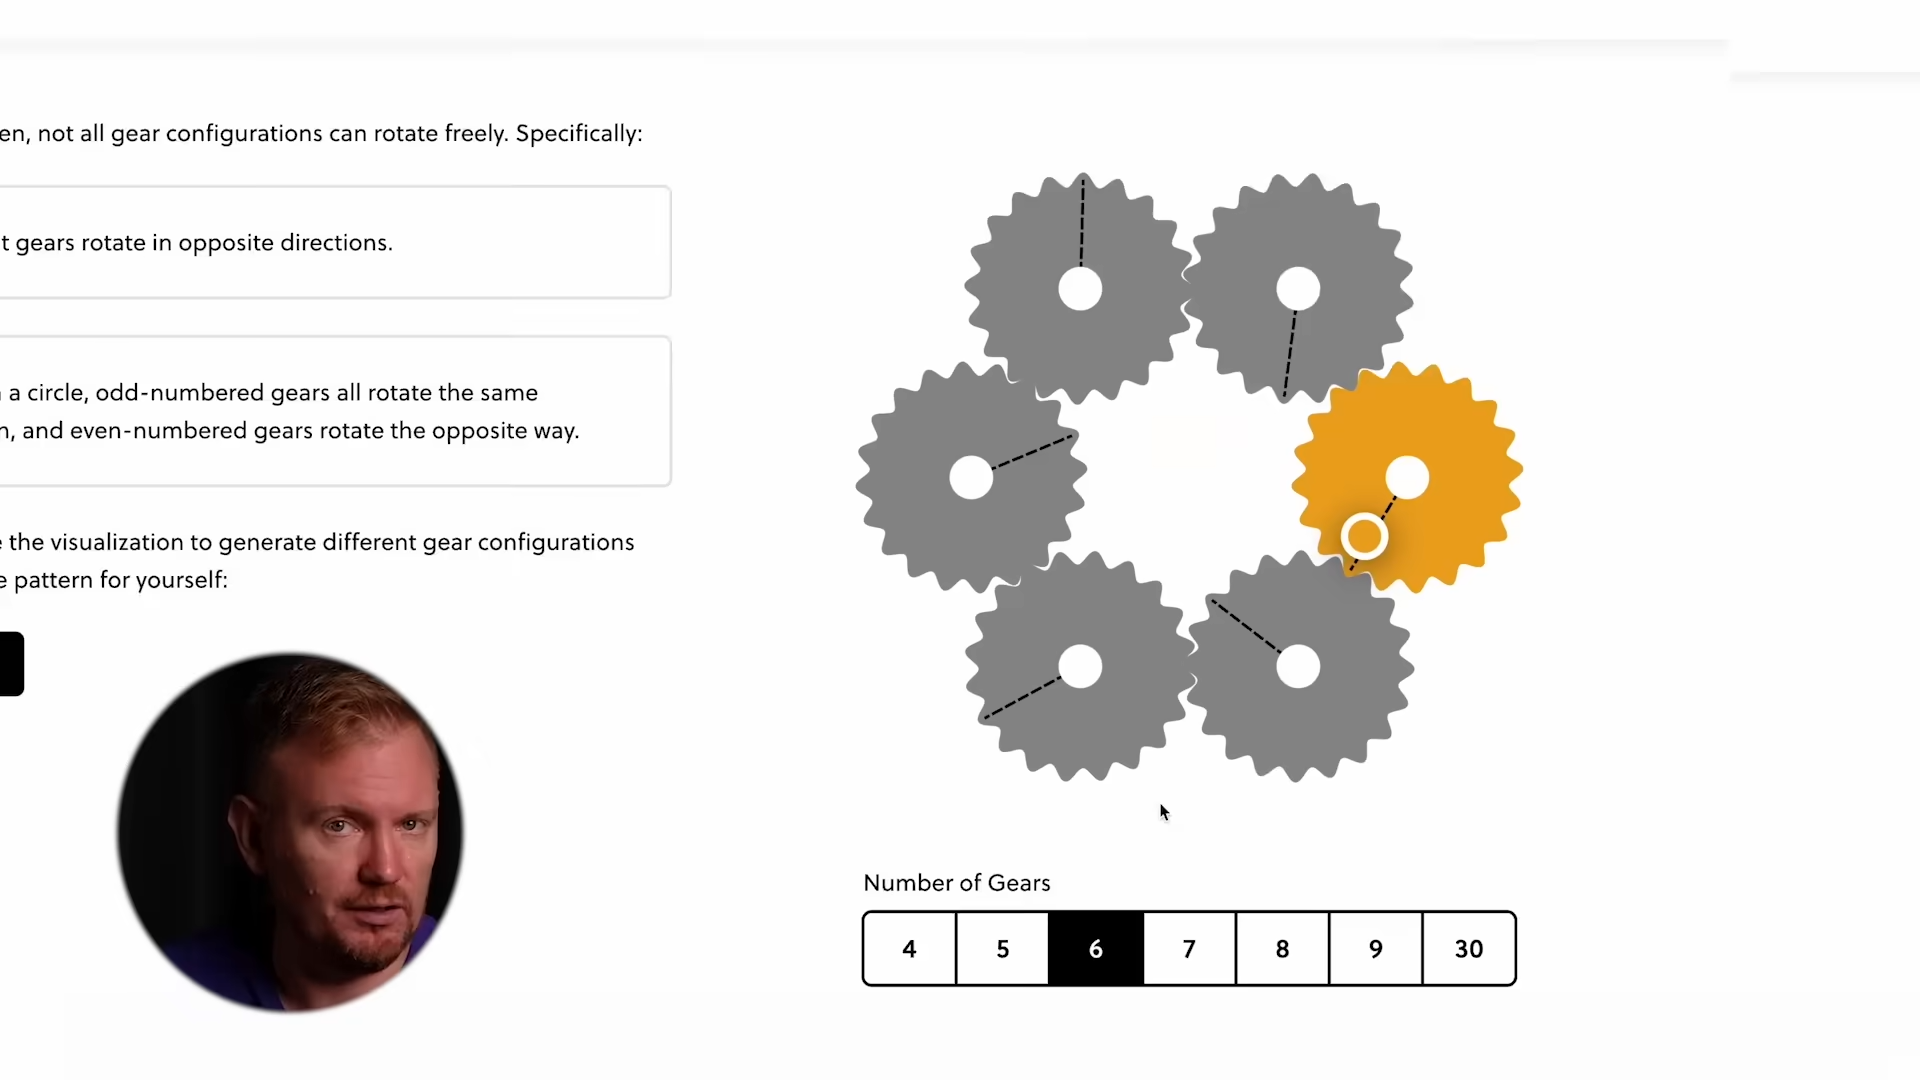 en, not all gear configurations can rotate freely. Specifically:
t gears rotate in opposite directions.
a circle, odd-numbered gears all rotate the same
n, and even-numbered gears rotate the opposite way.
e the visualization to generate different gear configurations
e pattern for yourself:
Number of Gears
4 5 6 7 8 9 30